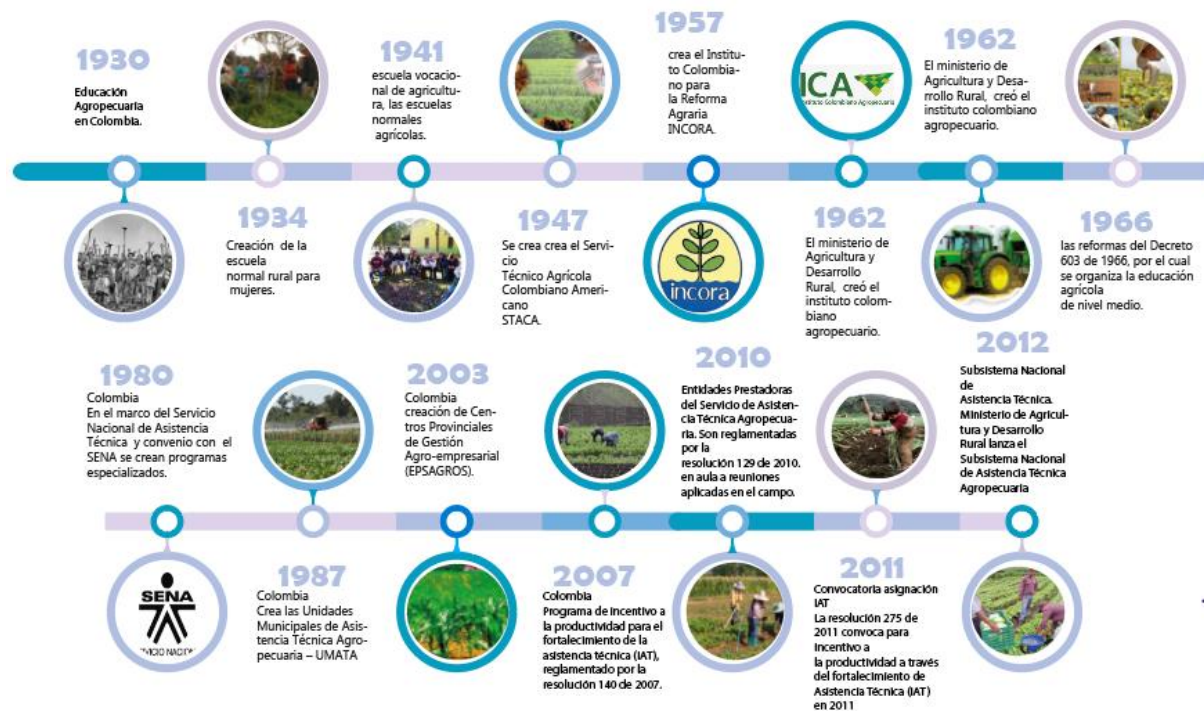 1930
Educación
Agropecuaria
en Colombia.
1934
Creación de la
escuela
normal rural para
mujeres.
1941
escuela vocacio-
nal de agricultu-
ra, las escuelas
normales
agrícolas.
1947
Se crea crea el Servi-
cio
Técnico Agrícola
Colombiano Ameri-
cano
STACA.
1957
crea el Institu-
to Colombia-
no para
la Reforma
Agraria
INCORA.
incora
ICA
Instituto Colombiano Agropecuario
1962
El ministerio de
Agricultura y
Desarrollo
Rural, creó el
instituto colom-
biano
agropecuario.
1962
El ministerio de
Agricultura y Desa-
rrollo Rural, creó el
instituto colombiano
agropecuario.
1966
las reformas del Decreto
603 de 1966, por el cual
se organiza la educación
agrícola
de nivel medio.
1980
Colombia
En el marco del Servicio
Nacional de Asistencia
Técnica y convenio con el
SENA se crean programas
especializados.
SENA
VICIO NACION
1987
Colombia
Crea las Unidades
Municipales de Asis-
tencia Técnica Agro-
pecuaria – UMATA
2003
Colombia
creación de Cen-
tros Provinciales
de Gestión
Agro-empresarial
(EPSAGROS).
2007
Colombia
Programa de incentivo a
la productividad para el
fortalecimiento de la
asistencia técnica (IAT),
reglamentado por la
resolución 140 de 2007.
2010
Entidades Prestadoras
del Servicio de Asisten-
cia Técnica Agropecua-
ria. Son reglamentadas
por la
resolución 129 de 2010.
en aula a reuniones
aplicadas en el campo.
2011
Convocatoria asignación
IAT
La resolución 275 de
2011 convoca para
incentivo a
la productividad a través
del fortalecimiento de
Asistencia Técnica (IAT)
en 2011
2012
Subsistema Nacional
de
Asistencia Técnica.
Ministerio de Agricul-
tura y Desarrollo
Rural lanza el
Subsistema Nacional
de Asistencia Técnica
Agropecuaria